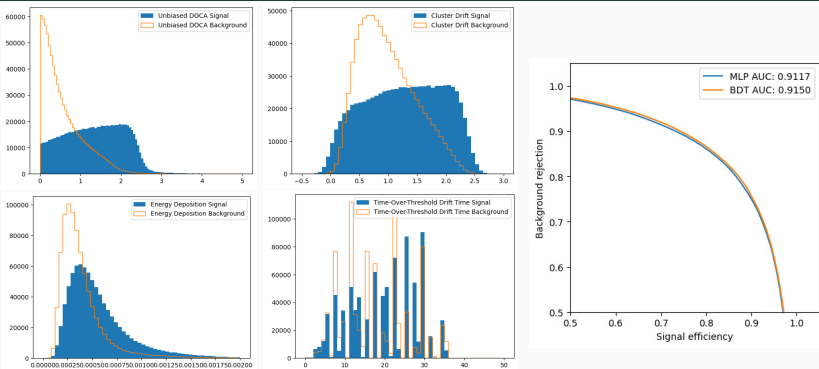 Unbiased DOCA Signal
Unbiased DOCA Background
60000
50000
40000
30000
20000
10000
0
0 1 2 3 4 5
Cluster Drift Signal
Cluster Drift Background
50000
40000
30000
20000
10000
0
−0.5 0.0 0.5 1.0 1.5 2.0 2.5 3.0
Energy Deposition Signal
Energy Deposition Background
100000
80000
60000
40000
20000
0
0.000000.000250.000500.000750.001000.001250.001500.001750.00200
Time-Over-Threshold Drift Time Signal
Time-Over-Threshold Drift Time Background
100000
80000
60000
40000
20000
0
0 10 20 30 40 50
MLP AUC: 0.9117
BDT AUC: 0.9150
Background rejection
1.0
0.9
0.8
0.7
0.6
0.5
0.5 0.6 0.7 0.8 0.9 1.0
Signal efficiency